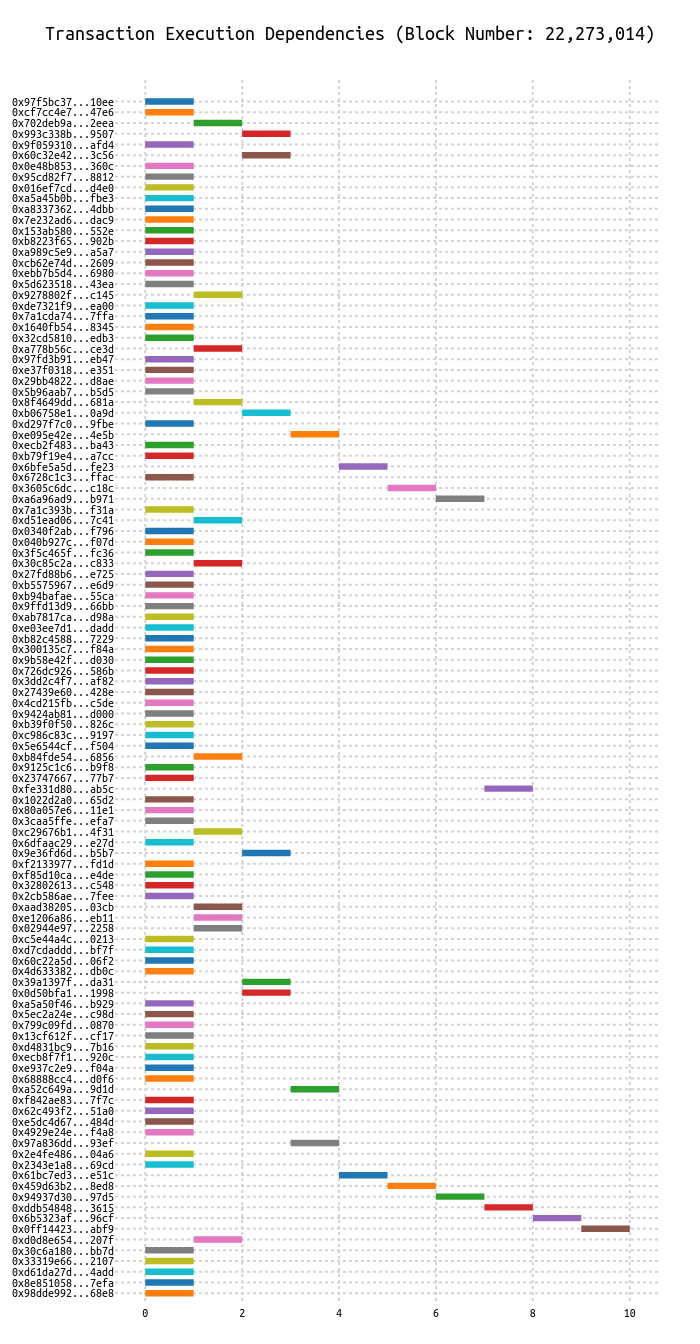 Transaction Execution Dependencies (Block Number: 22,273,014)
0x97f5bc37...10ee
0xcf7cc4e7...47e6
0x702deb9a...2eea
0x993c338b...9507
0x9f059310...afd4
0x60c32e42...3c56
0x0e48b853...360c
0x95cd82f7...8812
0x016ef7cd...d4e0
0xa5a45b0b...fbe3
0xa8337362...4dbb
0x7e232ad6...dac9
0x153ab580...552e
0xb8223f65...902b
0xa989c5e9...a5a7
0xcb62e74d...2609
0xebb7b5d4...6980
0x5d623518...43ea
0x9278802f...c145
0xde7321f9...ea00
0x7a1cda74...7ffa
0x1640fb54...8345
0x32cd5810...edb3
0xa778b56c...ce3d
0x97fd3b91...eb47
0xe37f0318...e351
0x29bb4822...d8ae
0x5b96aab7...b5d5
0x8f4649dd...681a
0xb06758e1...0a9d
0xd297f7c0...9fbe
0xe095e42e...4e5b
0xecb2f483...ba43
0xb79f19e4...a7cc
0x6bfe5a5d...fe23
0x6728c1c3...ffac
0x3605c6dc...c18c
0xa6a96ad9...b971
0x7a1c393b...f31a
0xd51ead06...7c41
0x0340f2ab...f796
0x040b927c...f07d
0x3f5c465f...fc36
0x30c85c2a...c833
0x27fd88b6...e725
0xb5575967...e6d9
0xb94bafae...55ca
0x9ffd13d9...66bb
0xab7817ca...d98a
0xe03ee7d1...dadd
0xb82c4588...7229
0x300135c7...f84a
0x9b58e42f...d030
0x726dc926...586b
0x3dd2c4f7...af82
0x27439e60...428e
0x4cd215fb...c5de
0x9424ab81...d000
0xb39f0f50...826c
0xc986c83c...9197
0x5e6544cf...f504
0xb84fde54...6856
0x9125c1c6...b9f8
0x23747667...77b7
0xfe331d80...ab5c
0x1022d2a0...65d2
0x80a057e6...11e1
0x3caa5ffe...efa7
0xc29676b1...4f31
0x6dfaac29...e27d
0x9e36fd6d...b5b7
0xf2133977...fd1d
0xf85d10ca...e4de
0x32802613...c548
0x2cb586ae...7fee
0xaad38205...03cb
0xe1206a86...eb11
0x02944e97...2258
0xc5e44a4c...0213
0xd7cdaddd...bf7f
0x60c22a5d...06f2
0x4d633382...db0c
0x39a1397f...da31
0x0d50bfa1...1998
0xa5a50f46...b929
0x5ec2a24e...c98d
0x799c09fd...0870
0x13cf612f...cf17
0xd4831bc9...7b16
0xecb8f7f1...920c
0xe937c2e9...f04a
0x68888cc4...d0f6
0xa52c649a...9d1d
0xf842ae83...7f7c
0x62c493f2...51a0
0xe5dc4d67...484d
0x4929e24e...f4a8
0x97a836dd...93ef
0x2e4fe486...04a6
0x2343e1a8...69cd
0x61bc7ed3...e51c
0x459d63b2...8ed8
0x94937d30...97d5
0xddb54848...3615
0x6b5323af...96cf
0x0ff14423...abf9
0xd0d8e654...207f
0x30c6a180...bb7d
0x33319e66...2107
0xd61da27d...4add
0x8e851058...7efa
0x98dde992...68e8
0 2 4 6 8 10